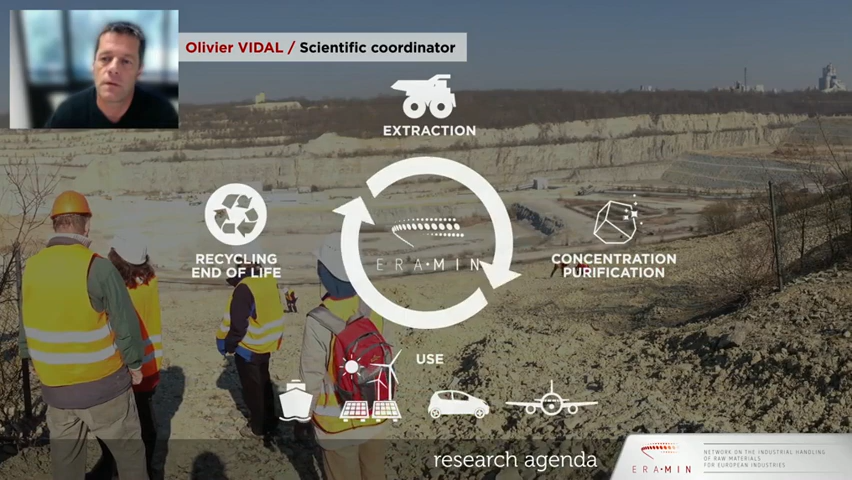 Olivier VIDAL / Scientific coordinator
EXTRACTION
RECYCLING
END OF LIFE
ERA·MIN
CONCENTRATION
PURIFICATION
USE
research agenda
ERA·MIN
NETWORK ON THE INDUSTRIAL HANDLING
OF RAW MATERIALS
FOR EUROPEAN INDUSTRIES